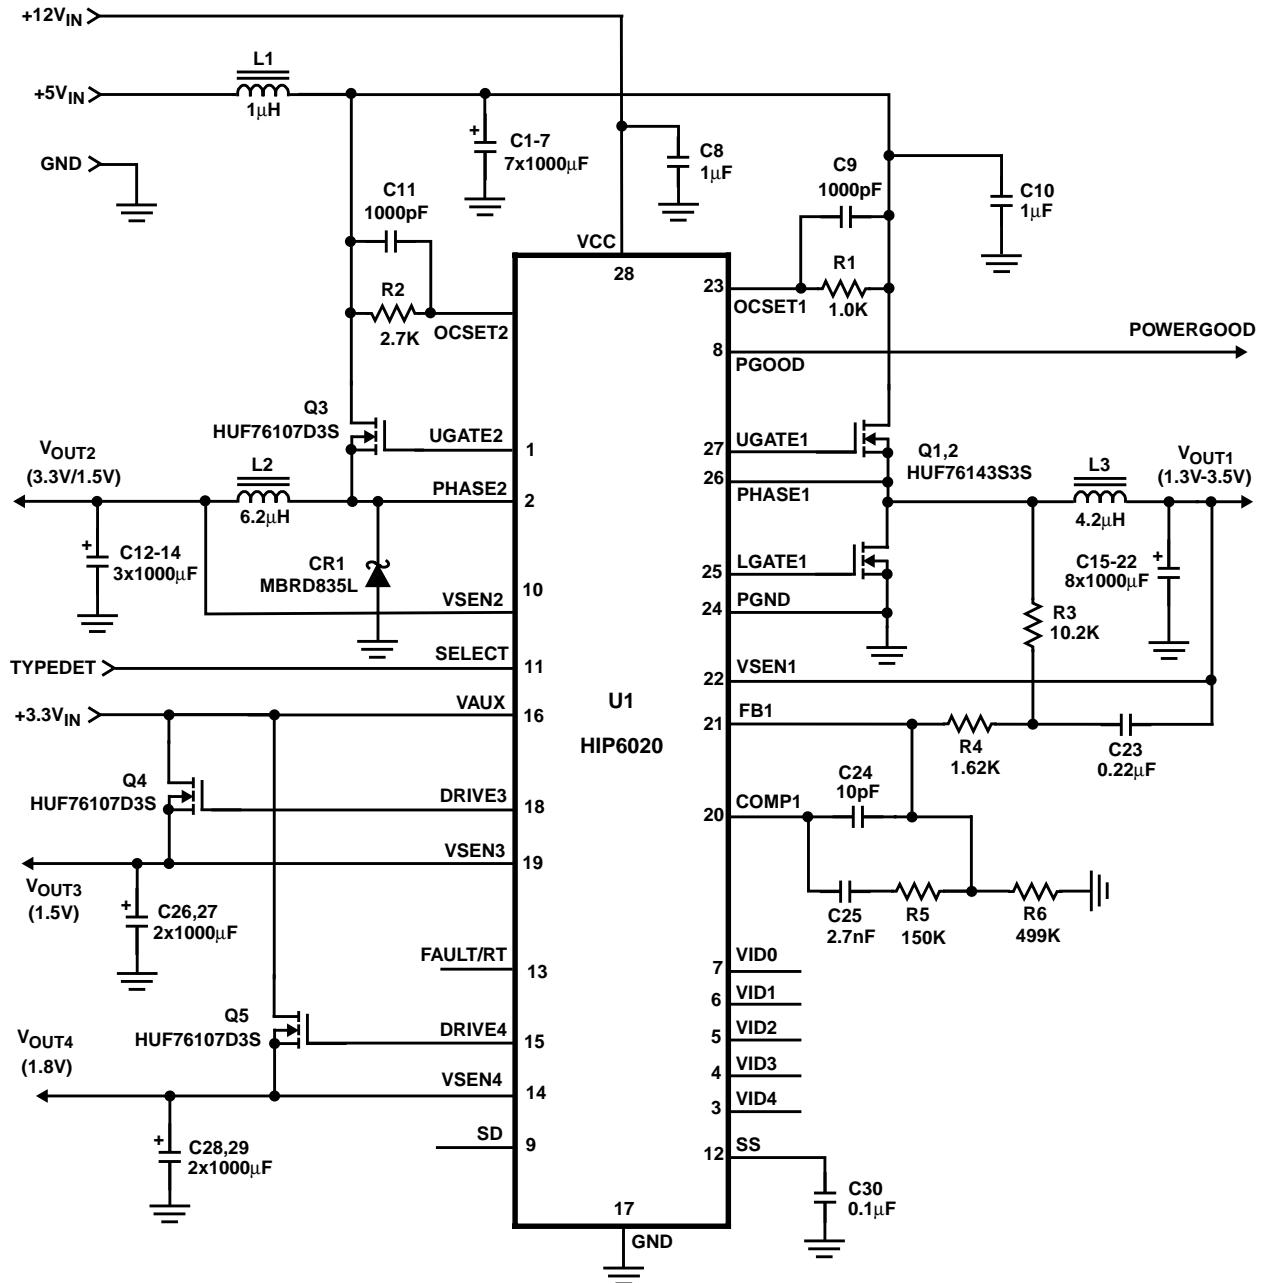 +12VIN
L1
+5VIN
1µH
C1-7
7x1000µF
C8
1µF
C9
1000pF
C10
1µF
GND
C11
1000pF
VCC
28
R2
2.7K
OCSET2
23
OCSET1
R1
1.0K
POWERGOOD
8
PGOOD
Q3
HUF76107D3S
UGATE2
1
27
UGATE1
Q1,2
HUF76143S3S
VOUT2
(3.3V/1.5V)
L2
6.2µH
PHASE2
2
26
PHASE1
L3
4.2µH
VOUT1
(1.3V-3.5V)
+
C12-14
3x1000µF
CR1
MBRD835L
10
VSEN2
25
LGATE1
24
PGND
C15-22
8x1000µF
+
R3
10.2K
TYPEDET
SELECT
11
22
VSEN1
+3.3VIN
VAUX
16
U1
HIP6020
21
FB1
R4
1.62K
C23
0.22µF
Q4
HUF76107D3S
DRIVE3
18
20
COMP1
C24
10pF
VSEN3
19
VOUT3
(1.5V)
+
C26,27
2x1000µF
C25
2.7nF
R5
150K
R6
499K
FAULT/RT
13
7
VID0
6
VID1
Q5
HUF76107D3S
DRIVE4
15
5
VID2
VOUT4
(1.8V)
VSEN4
14
4
VID3
3
VID4
+
C28,29
2x1000µF
SD
9
12
SS
C30
0.1µF
17
GND
+